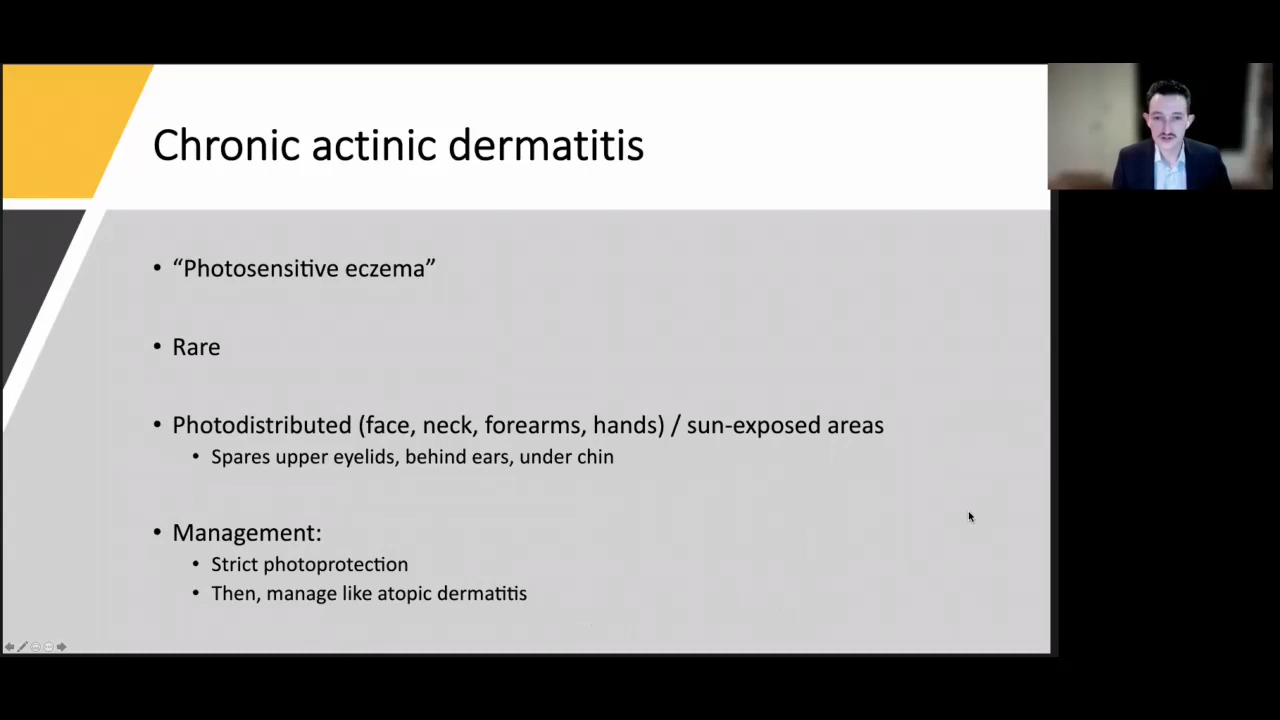 Chronic actinic dermatitis
• “Photosensitive eczema”
• Rare
• Photodistributed (face, neck, forearms, hands) / sun-exposed areas
• Spares upper eyelids, behind ears, under chin
• Management:
• Strict photoprotection
• Then, manage like atopic dermatitis